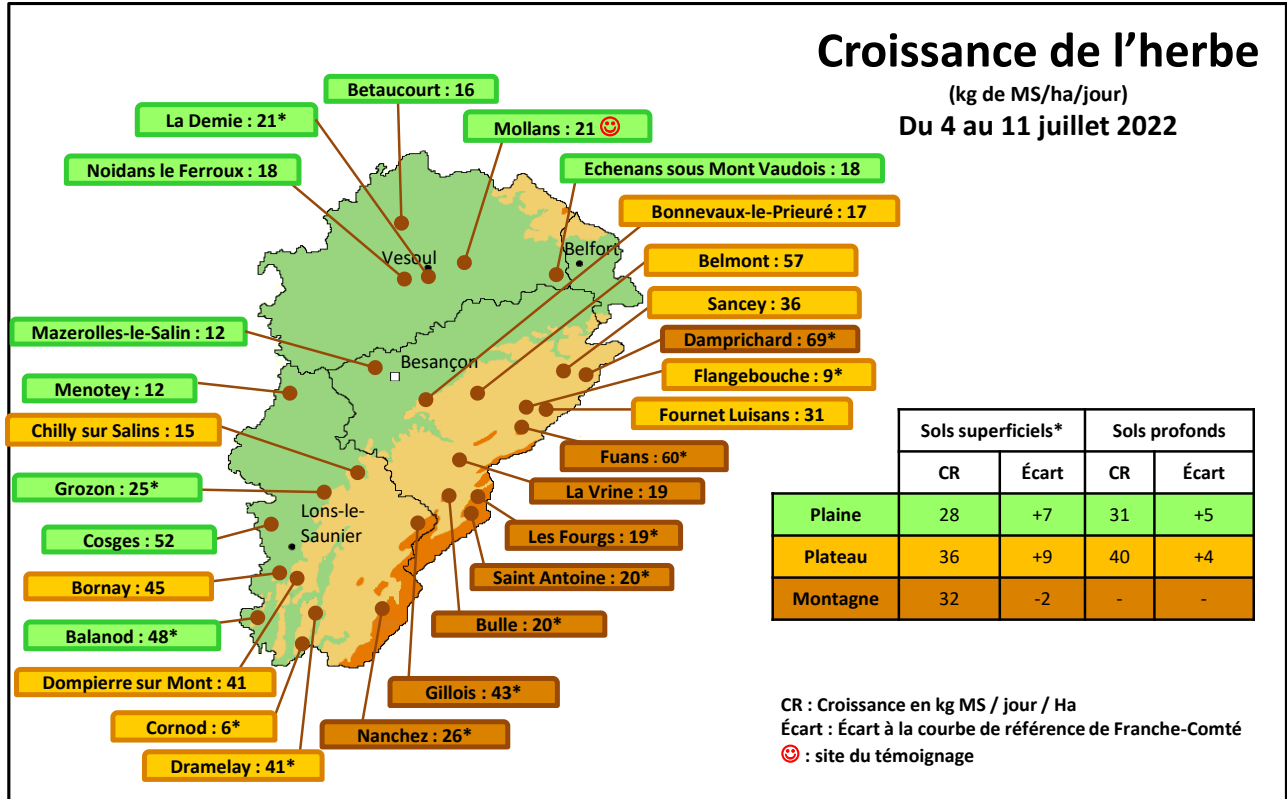 Croissance de l’herbe
(kg de MS/ha/jour)
Du 4 au 11 juillet 2022
Betaucourt : 16
La Demie : 21*
Mollans : 21
Noidans le Ferroux : 18
Echenans sous Mont Vaudois : 18
Bonnevaux-le-Prieuré : 17
Vesoul
Belfort
Belmont : 57
Sancey : 36
Mazerolles-le-Salin : 12
Damprichard : 69*
Besançon
Flangebouche : 9*
Menotey : 12
Fournet Luisans : 31
Chilly sur Salins : 15
Fuans : 60*
Grozon : 25*
La Vrine : 19
Lons-le-
Saunier
Cosges : 52
Les Fourgs : 19*
Bornay : 45
Saint Antoine : 20*
Balanod : 48*
Bulle : 20*
Dompierre sur Mont : 41
Gillois : 43*
Cornod : 6*
Nanchez : 26*
Dramelay : 41*
Sols superficiels* Sols profonds
CR Écart CR Écart
Plaine 28 +7 31 +5
Plateau 36 +9 40 +4
Montagne 32 -2 - -
CR : Croissance en kg MS / jour / Ha
Écart : Écart à la courbe de référence de Franche-Comté
: site du témoignage